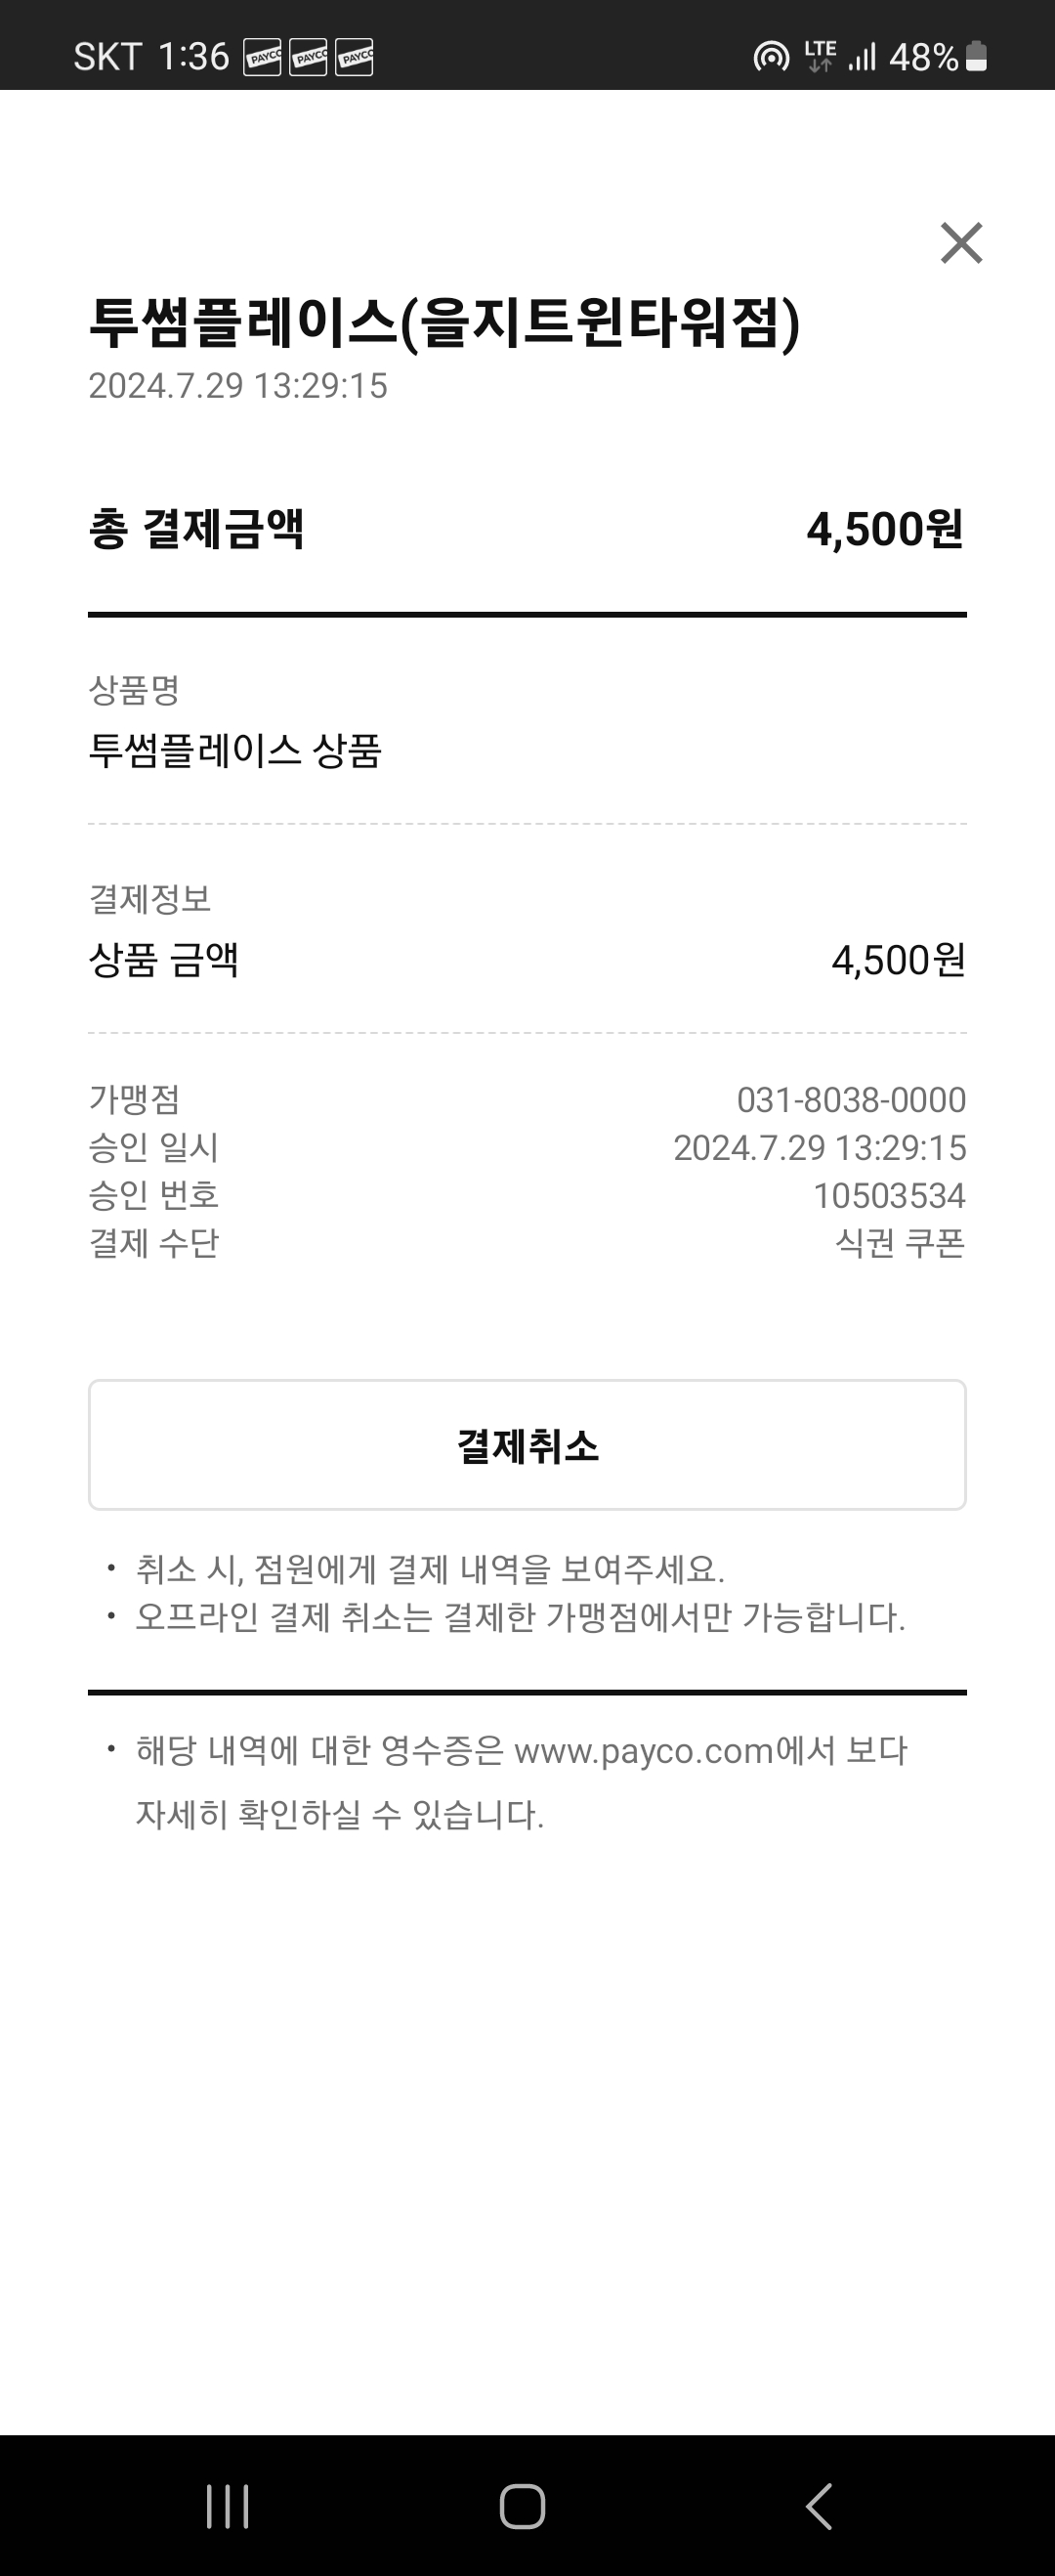 SKT 1:36 PAYCO PAYCO PAYCO LTE 48%
투썸플레이스(을지트윈타워점)
2024.7.29 13:29:15
총 결제금액 4,500원
상품명
투썸플레이스 상품
결제정보
상품 금액 4,500원
가맹점 031-8038-0000
승인 일시 2024.7.29 13:29:15
승인 번호 10503534
결제 수단 식권 쿠폰
결제취소
• 취소 시, 점원에게 결제 내역을 보여주세요.
• 오프라인 결제 취소는 결제한 가맹점에서만 가능합니다.
• 해당 내역에 대한 영수증은 www.payco.com에서 보다
자세히 확인하실 수 있습니다.